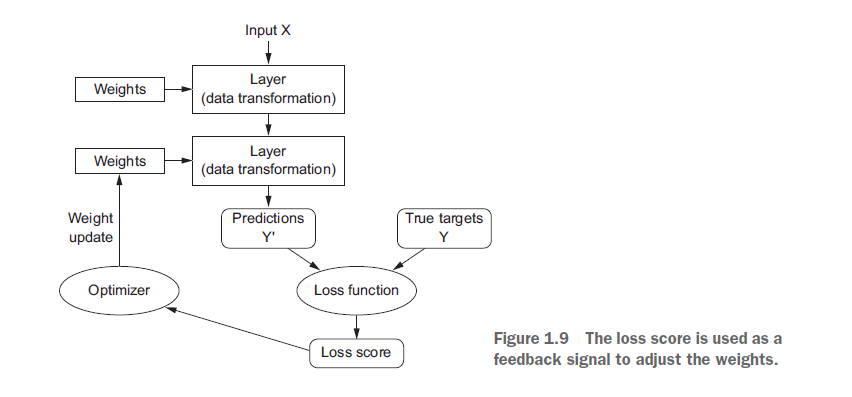 Input X
Layer
(data transformation)
Weights
Layer
(data transformation)
Weights
Predictions
Y'
True targets
Y
Weight
update
Optimizer
Loss function
Loss score
Figure 1.9 The loss score is used as a
feedback signal to adjust the weights.